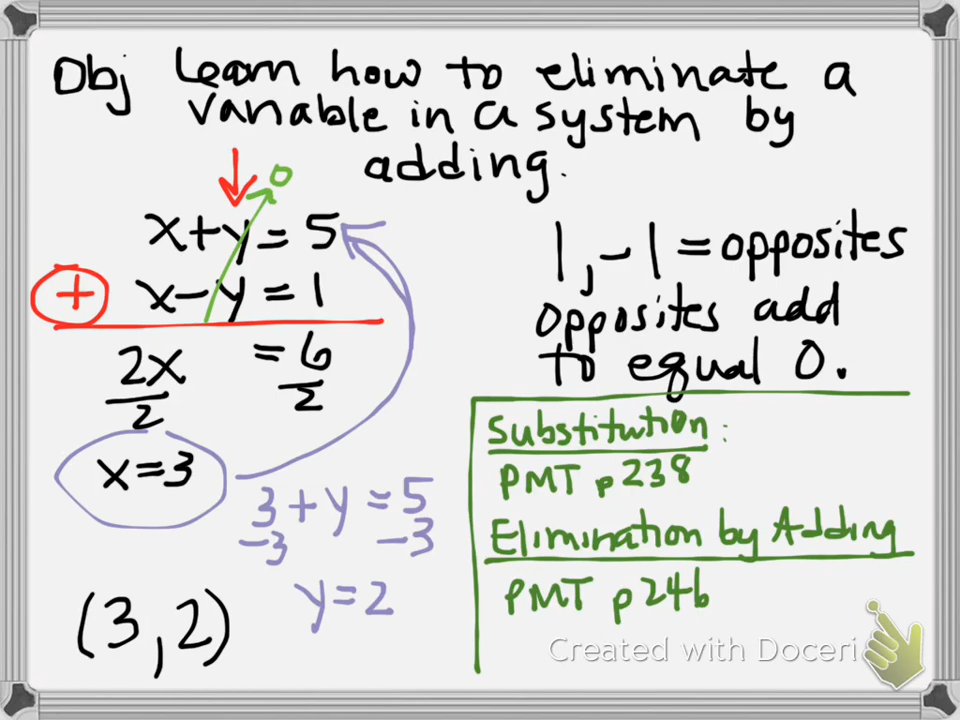 Obj Learn how to eliminate a
variable in a system by
adding.
0
x+y=5
+ x-y=1
2x =6
2 2
x=3
3+y=5
-3 -3
y=2
(3,2)
1,-1=opposites
opposites add
to equal 0.
Substitution:
PMT p238
Elimination by Adding
PMT p246
Created with Doceri